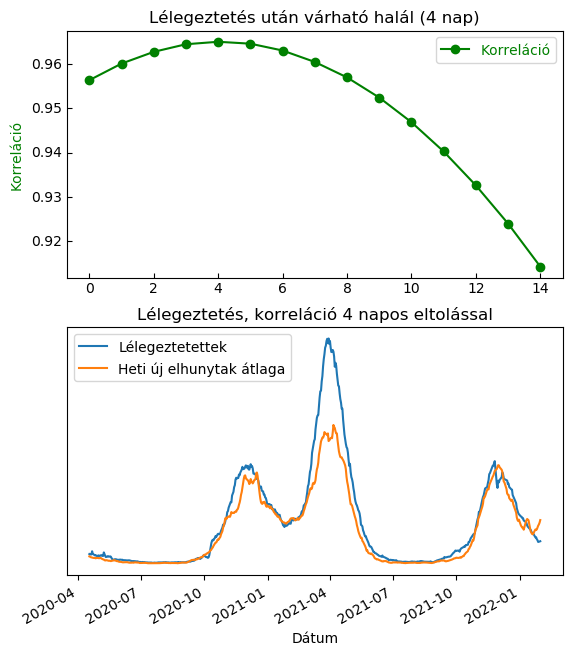 Lélegeztetés után várható halál (4 nap)
Korreláció
Korreláció
0.96
0.95
0.94
0.93
0.92
0 2 4 6 8 10 12 14
Lélegeztetés, korreláció 4 napos eltolással
Lélegeztetettek
Heti új elhunytak átlaga
2020-04 2020-07 2020-10 2021-01 2021-04 2021-07 2021-10 2022-01
Dátum